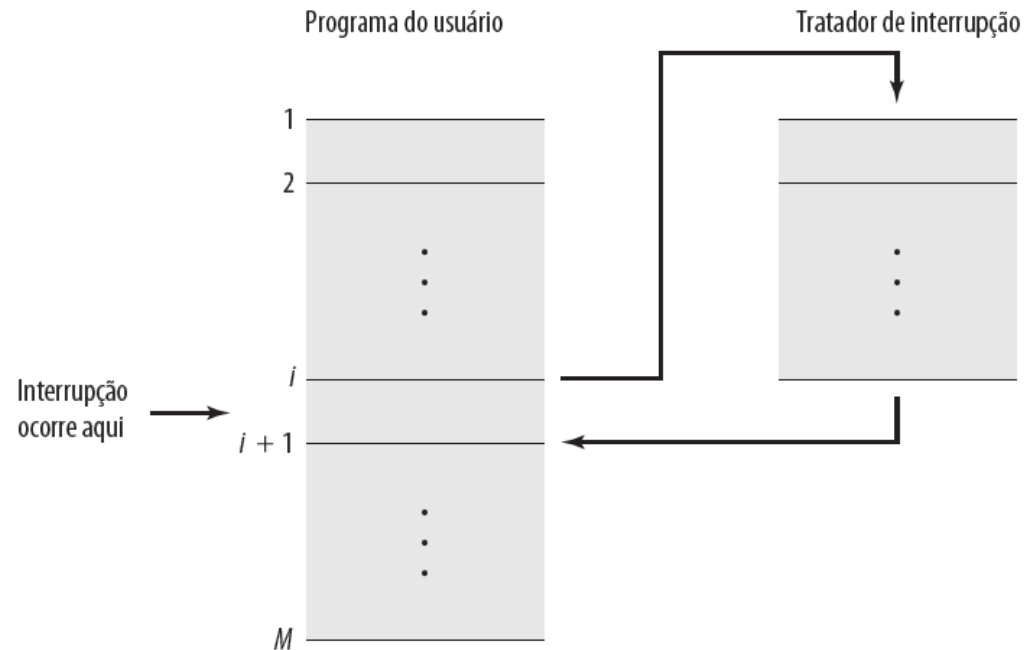 Programa do usuário
Tratador de interrupção
1
2
i
Interrupção
ocorre aqui
i + 1
M